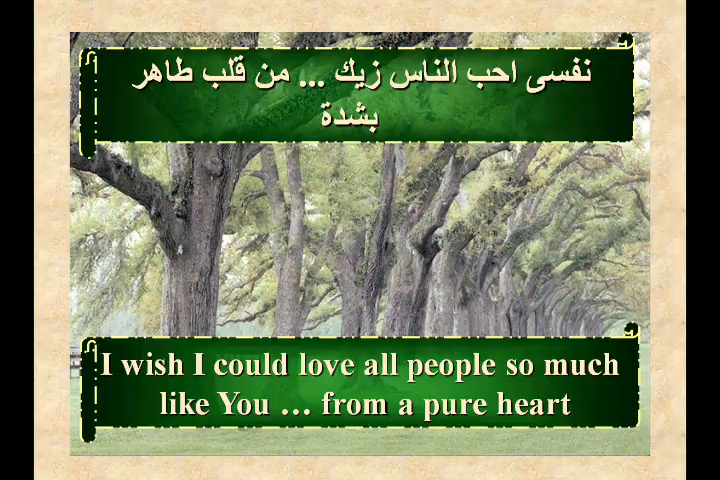 نفسى احب الناس زيك ... من قلب طاهر
بشدة
I wish I could love all people so much
like You … from a pure heart